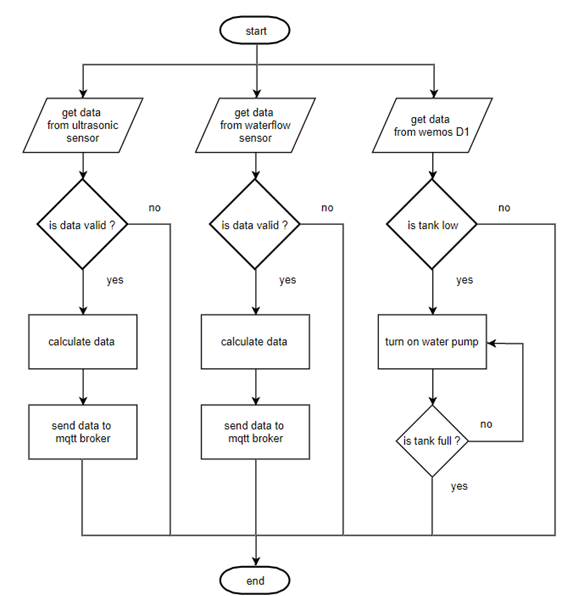 start
get data
from ultrasonic
sensor
get data
from waterflow
sensor
get data
from wemos D1
is data valid ?
no
is data valid ?
no
is tank low
no
yes
yes
yes
calculate data
calculate data
turn on water pump
send data to
mqtt broker
send data to
mqtt broker
is tank full ?
no
yes
end